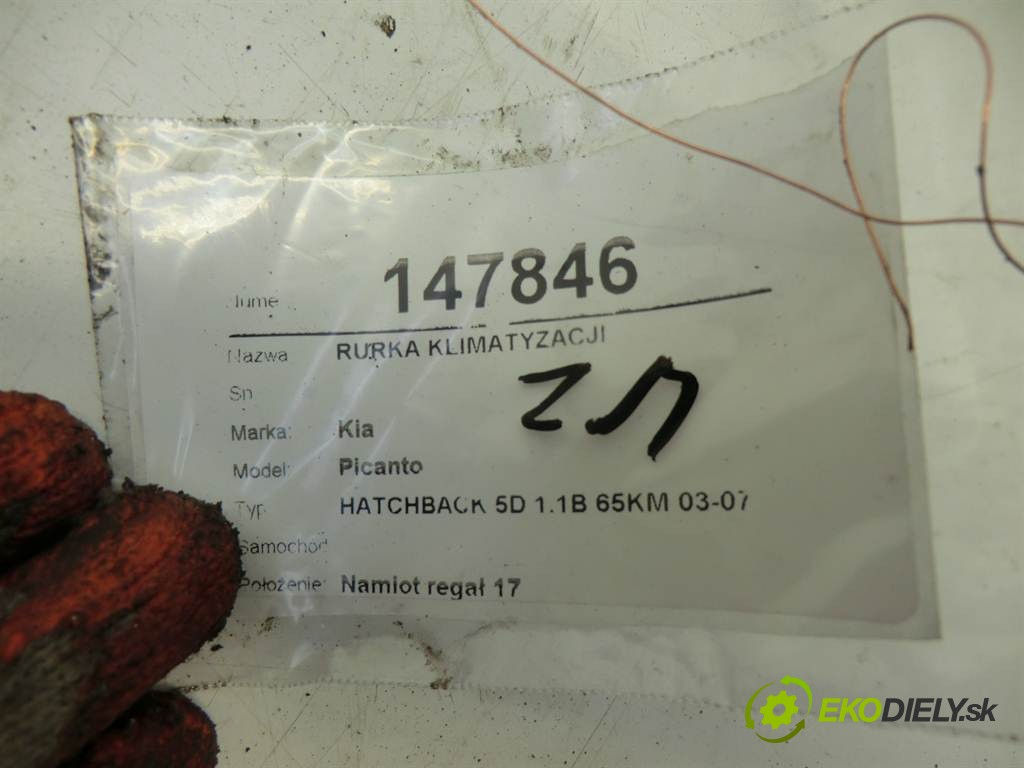 147846
Nazwa RURKA KLIMATYZACJI
Sn
Marka: Kia
Model: Picanto
Typ HATCHBACK 5D 1.1B 65KM 03-07
Samochód
Położenie: Namiot regał 17
EKODIELY.sk